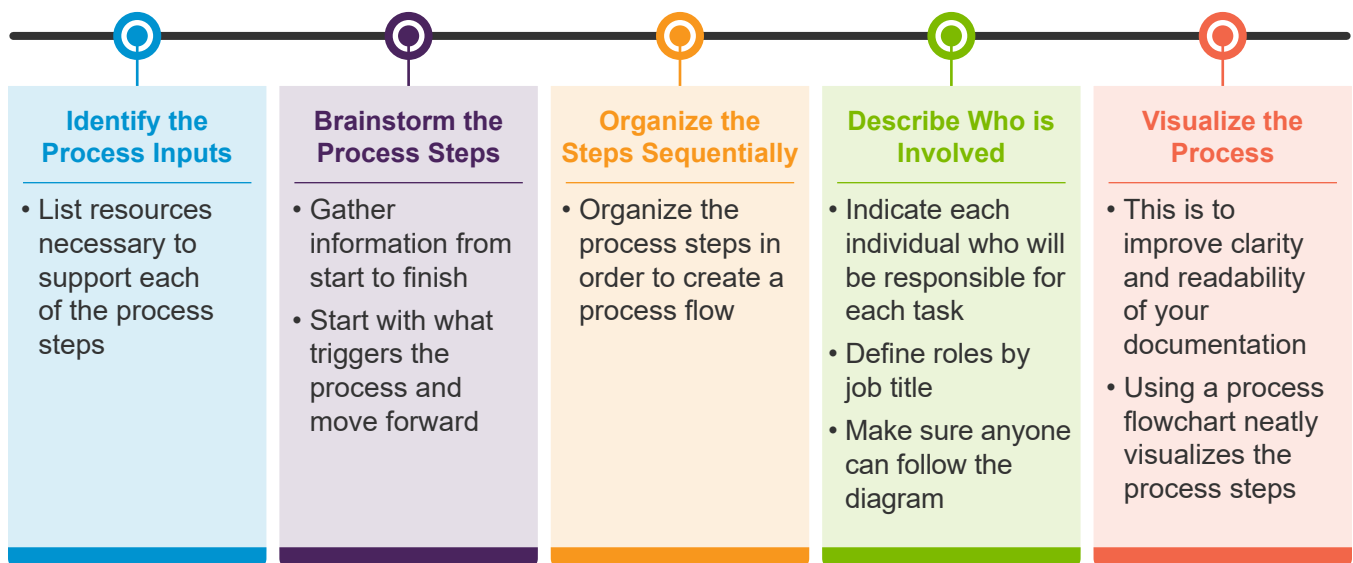 Identify the
Process Inputs
• List resources
necessary to
support each
of the process
steps
Brainstorm the
Process Steps
• Gather
information from
start to finish
• Start with what
triggers the
process and
move forward
Organize the
Steps Sequentially
• Organize the
process steps in
order to create a
process flow
Describe Who is
Involved
• Indicate each
individual who will
be responsible for
each task
• Define roles by
job title
• Make sure anyone
can follow the
diagram
Visualize the
Process
• This is to
improve clarity
and readability
of your
documentation
• Using a process
flowchart neatly
visualizes the
process steps